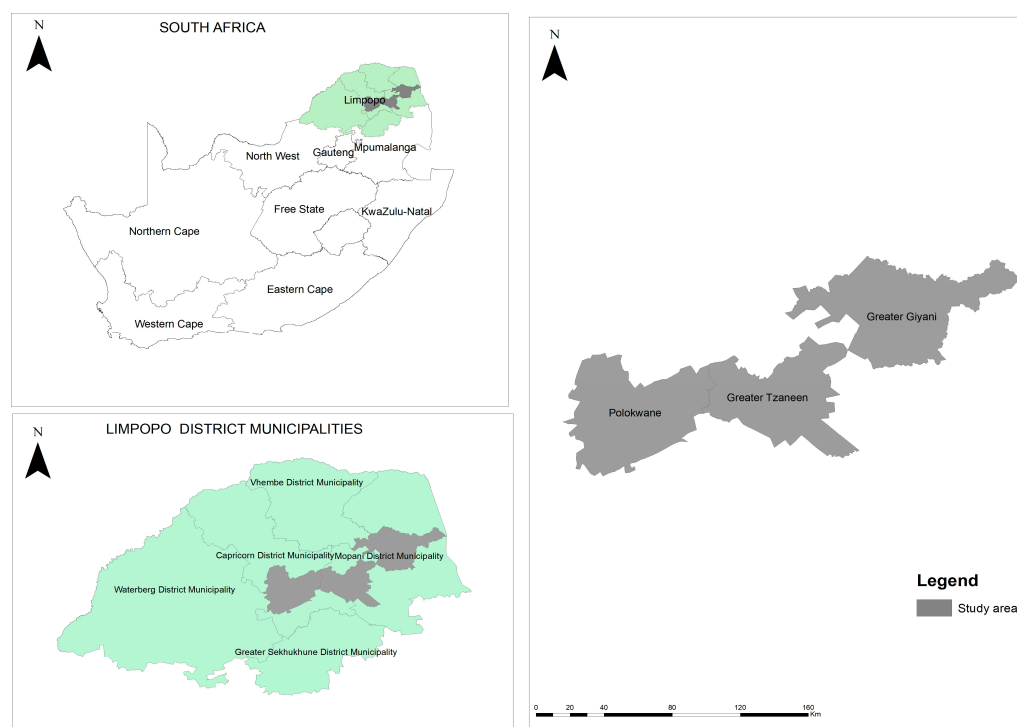 N
SOUTH AFRICA
Limpopo
North West
Gauteng
Mpumalanga
Free State
KwaZulu-Natal
Northern Cape
Eastern Cape
Western Cape
N
LIMPOPO DISTRICT MUNICIPALITIES
Vhembe District Municipality
Capricorn District Municipality
Mopani District Municipality
Waterberg District Municipality
Greater Sekhukhune District Municipality
N
Greater Giyani
Greater Tzaneen
Polokwane
Legend
Study area
0 20 40 80 120 160
Km